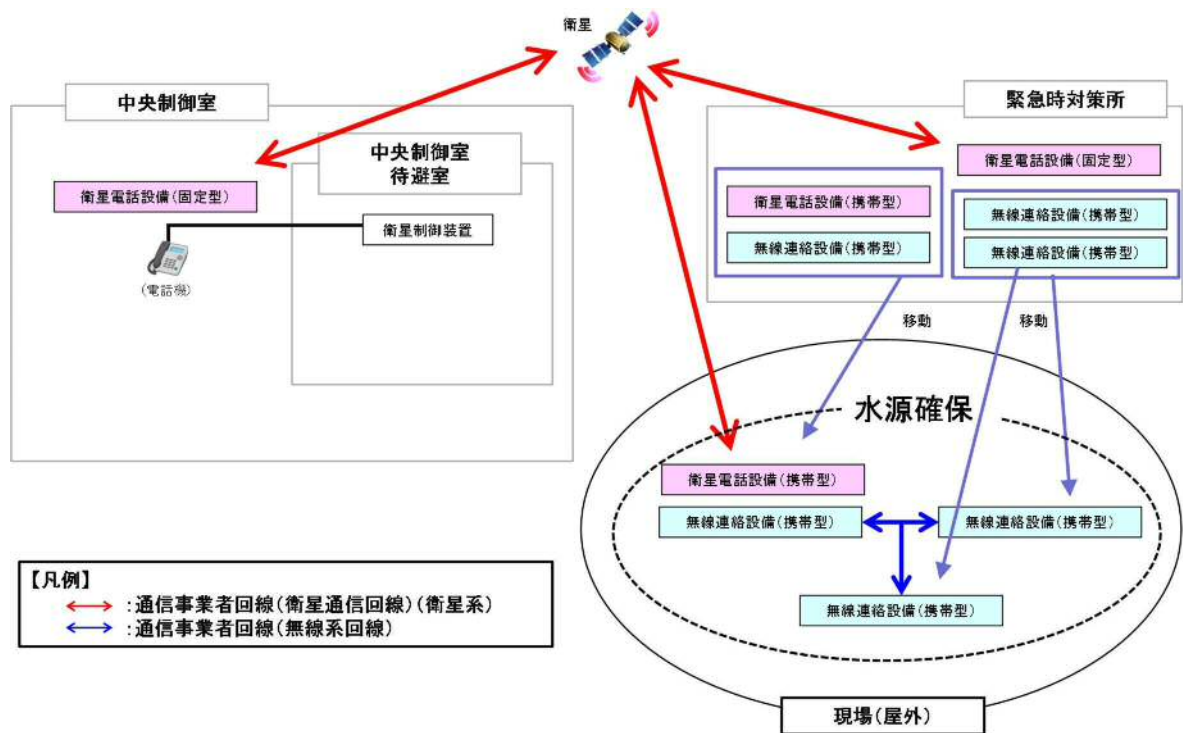 衛星
中央制御室
中央制御室
待避室
衛星電話設備(固定型)
衛星制御装置
(電話機)
緊急時対策所
衛星電話設備(固定型)
衛星電話設備(携帯型)
無線連絡設備(携帯型)
無線連絡設備(携帯型)
無線連絡設備(携帯型)
移動
移動
水源確保
衛星電話設備(携帯型)
無線連絡設備(携帯型)
無線連絡設備(携帯型)
無線連絡設備(携帯型)
現場(屋外)
【凡例】
:通信事業者回線(衛星通信回線)(衛星系)
:通信事業者回線(無線系回線)